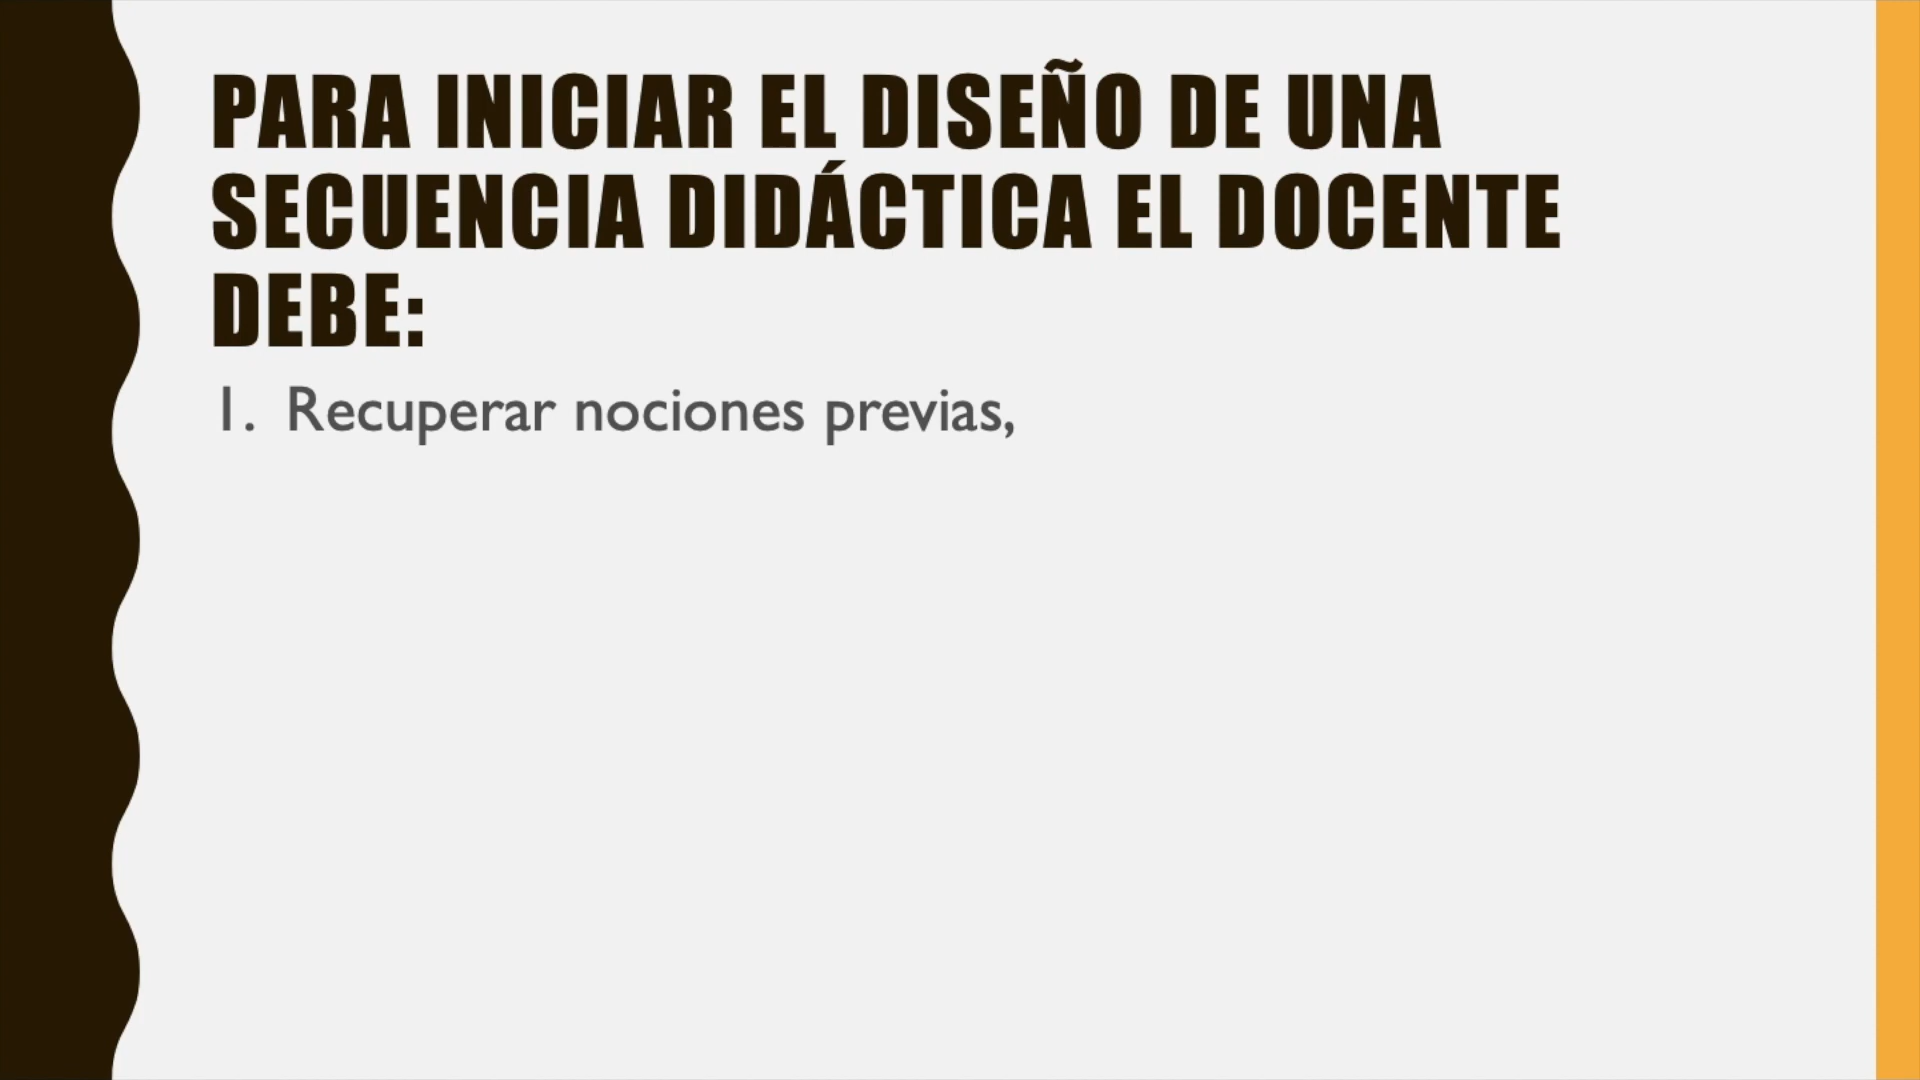 PARA INICIAR EL DISEÑO DE UNA
SECUENCIA DIDÁCTICA EL DOCENTE
DEBE:
1. Recuperar nociones previas,